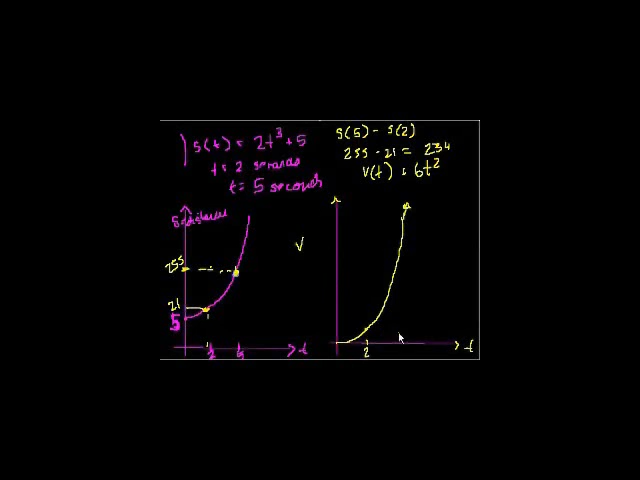 s(t) = 2t³ + 5
t = 2 seconds
t = 5 seconds
s(5) - s(2)
255 - 21 = 234
v(t) = 6t²
s = distance
255
21
5
2 5 t
v
2 t